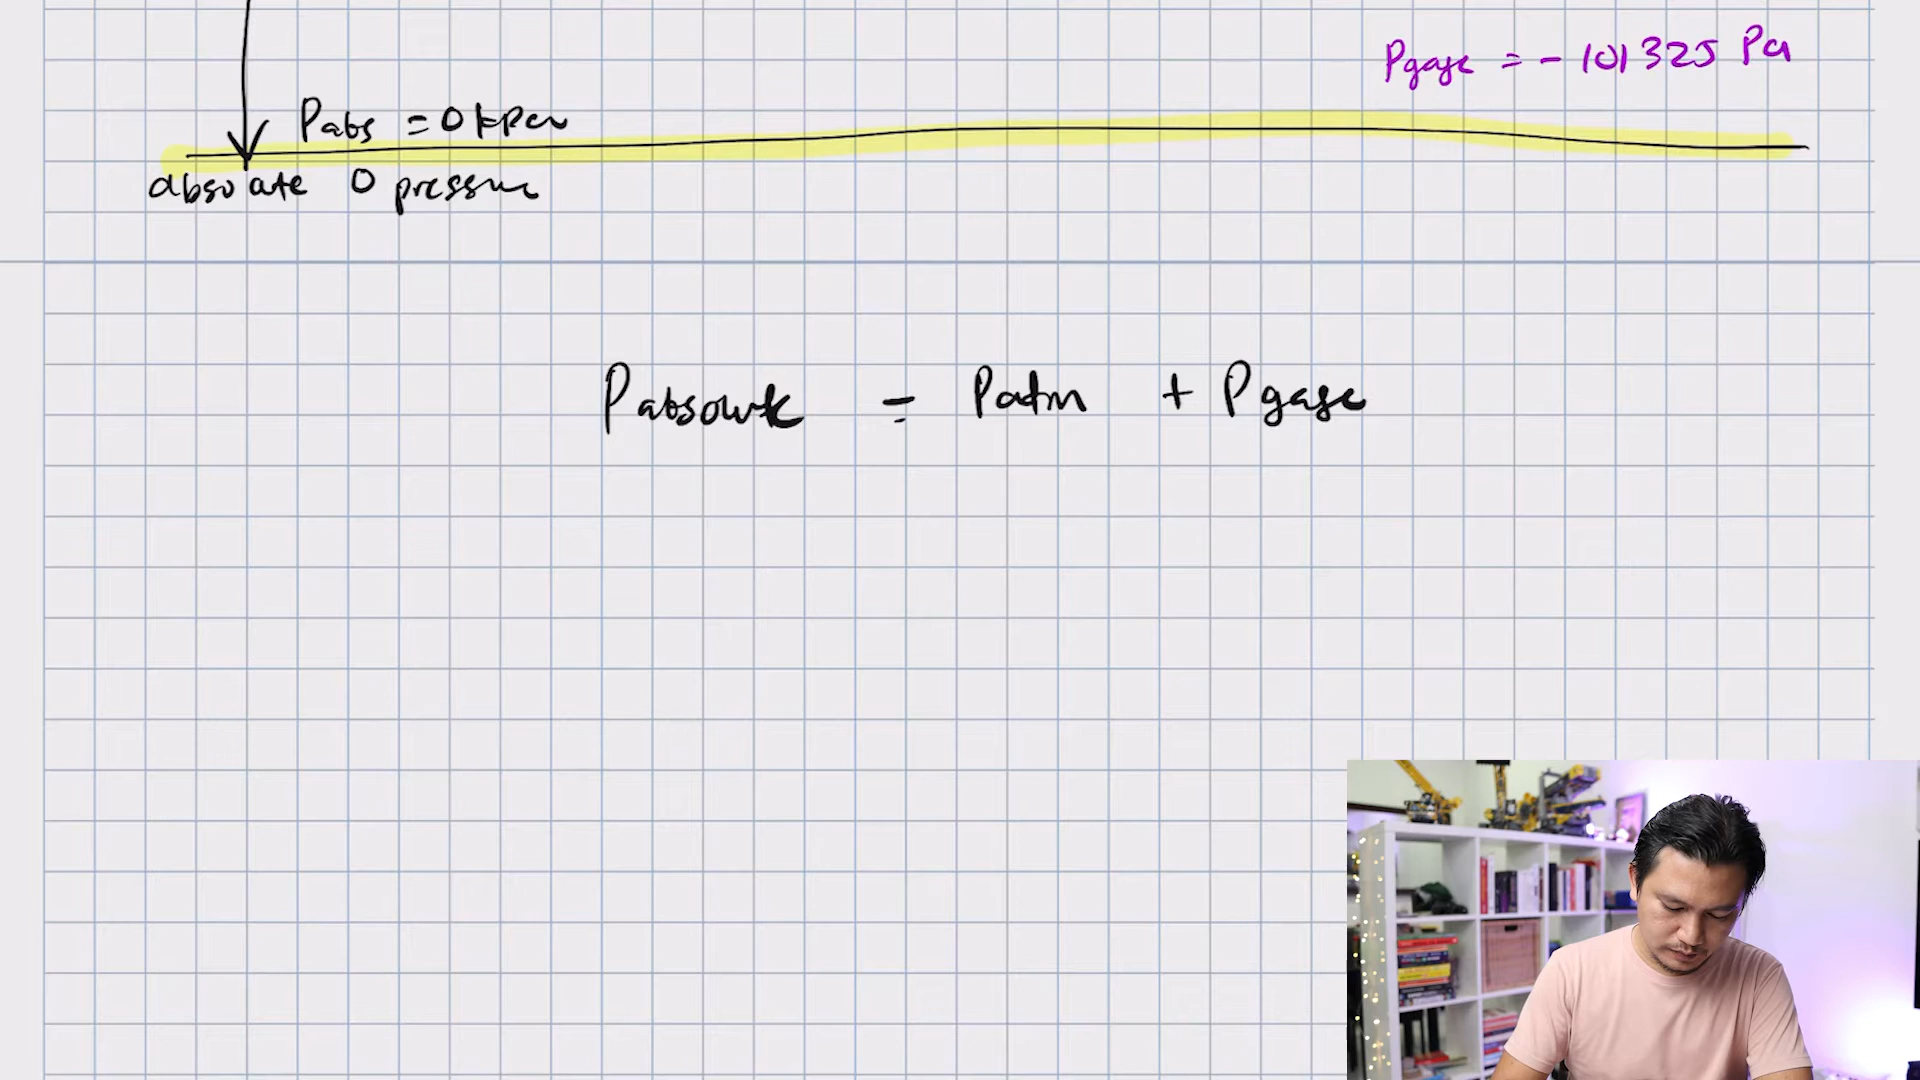 Pgage = - 101325 Pa
Pabs = 0 kPa
absolute 0 pressure
Pabsolute = Patm + Pgage